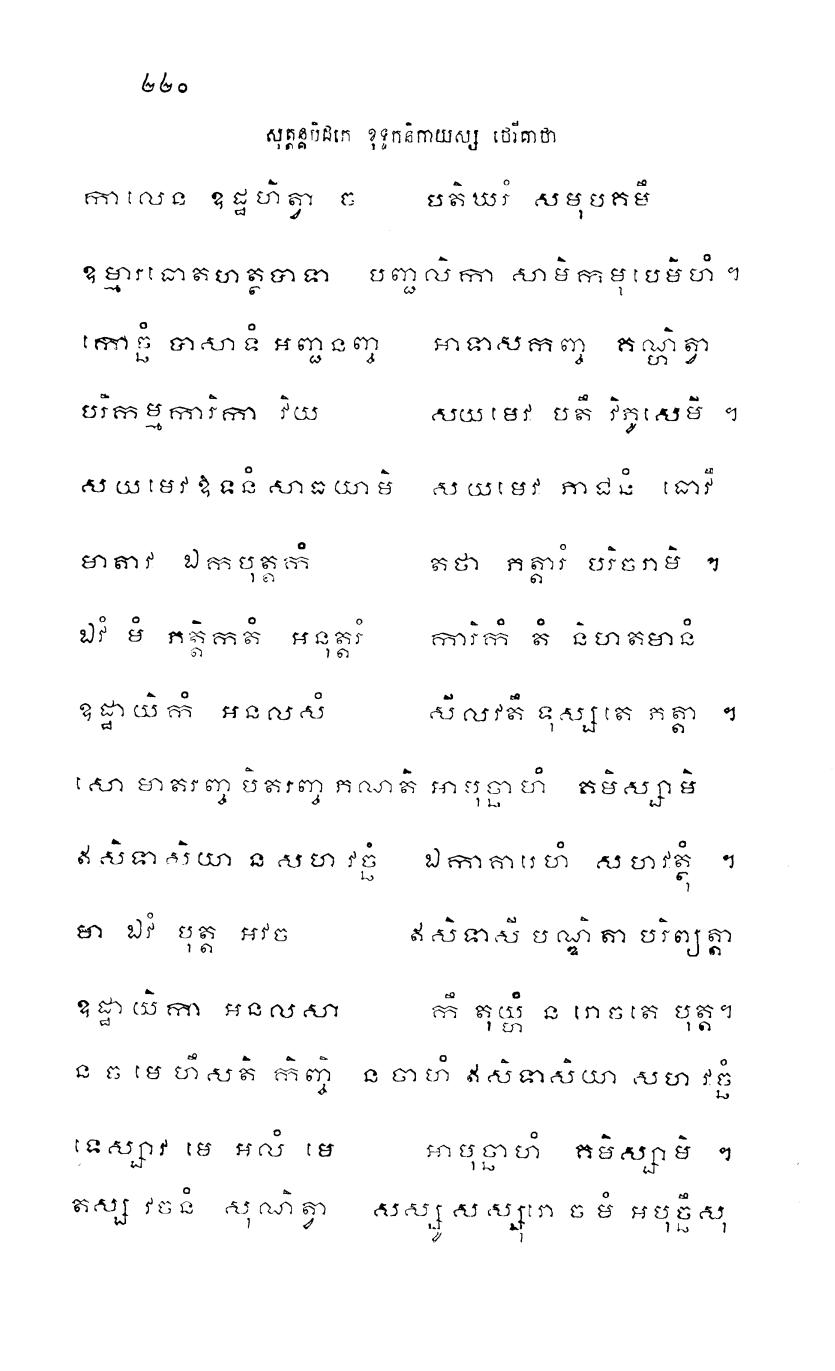 ២២០
សុត្តន្តបិដកេ ខុទ្ទកនិកាយស្ស ថេរីគាថា
កាលេន ឧដ្ឋហិត្វា ច បតិឃរំ សមុបគមឹ
ឧម្មារធោតហត្ថបាទា បញ្ជលិកា សាមិកមុបេមិហំ ។
កោច្ឆំ បាសាទំ អញ្ជនញ្ច អាទាសកញ្ច គណ្ហិត្វា
បរិកម្មការិកា វិយ សយមេវ បតឹ វិភូសេមិ ។
សយមេវ ឱទនំ សាធយាមិ សយមេវ ភាជនំ ធោវឹ
មាតាវ ឯកបុត្តកំ តថា ភត្តារំ បរិចរាមិ ។
ឯវំ មំ ភត្តិកតំ អនុត្តរំ ការិកំ តំ និហតមានំ
ឧដ្ឋាយិកំ អនលសំ សីលវតឹ ទុស្សតេ ភត្តា ។
សោ មាតរញ្ច បិតរញ្ច ភណាតិ អាបុច្ឆាហំ គមិស្សាមិ
ឥសិទាសិយា ន សហ វច្ឆំ ឯកាគារេហំ សហវត្ថុំ ។
មា ឯវំ បុត្ត អវច ឥសិទាសី បណ្ឌិតា បរិព្យត្តា
ឧដ្ឋាយិកា អនលសា កឹ តុយ្ហំ ន រោចតេ បុត្ត។
ន ច មេ ហឹសតិ កិញ្ចិ ន ចាហំ ឥសិទាសិយា សហ វច្ឆំ
ទេស្សាវ មេ អលំ មេ អាបុច្ឆាហំ គមិស្សាមិ ។
តស្ស វចនំ សុណិត្វា សស្សូ សស្សុរោ ច មំ អបុច្ឆឹសុ